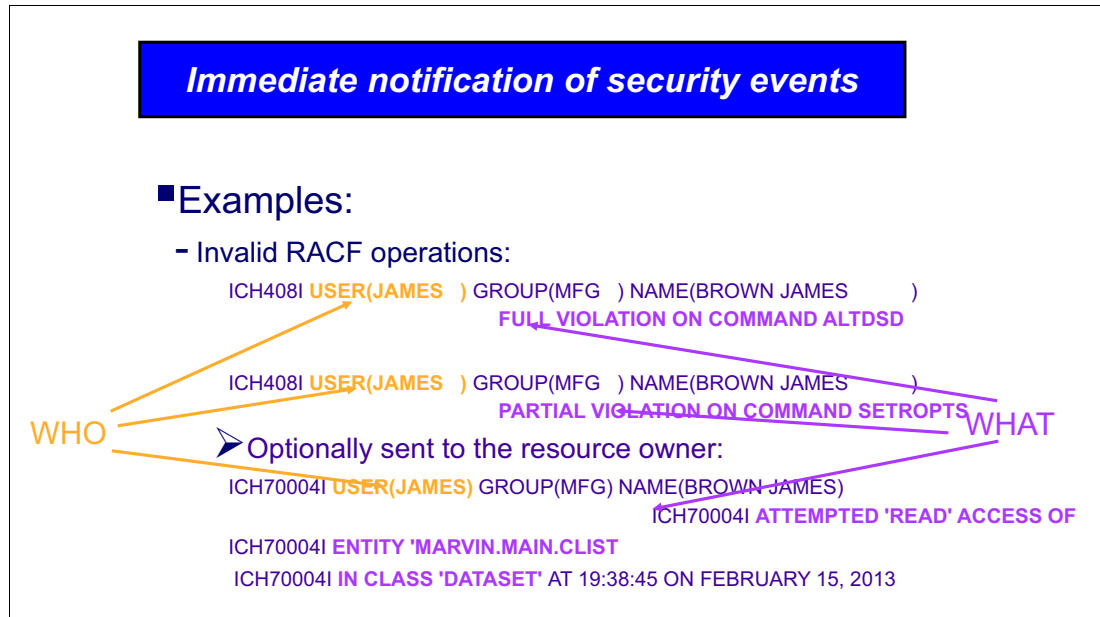 Immediate notification of security events
■Examples:
- Invalid RACF operations:
ICH408I USER(JAMES ) GROUP(MFG ) NAME(BROWN JAMES )
FULL VIOLATION ON COMMAND ALTDSD
ICH408I USER(JAMES ) GROUP(MFG ) NAME(BROWN JAMES )
PARTIAL VIOLATION ON COMMAND SETROPTS
WHO
WHAT
➢Optionally sent to the resource owner:
ICH70004I USER(JAMES) GROUP(MFG) NAME(BROWN JAMES)
ICH70004I ATTEMPTED 'READ' ACCESS OF
ICH70004I ENTITY 'MARVIN.MAIN.CLIST
ICH70004I IN CLASS 'DATASET' AT 19:38:45 ON FEBRUARY 15, 2013